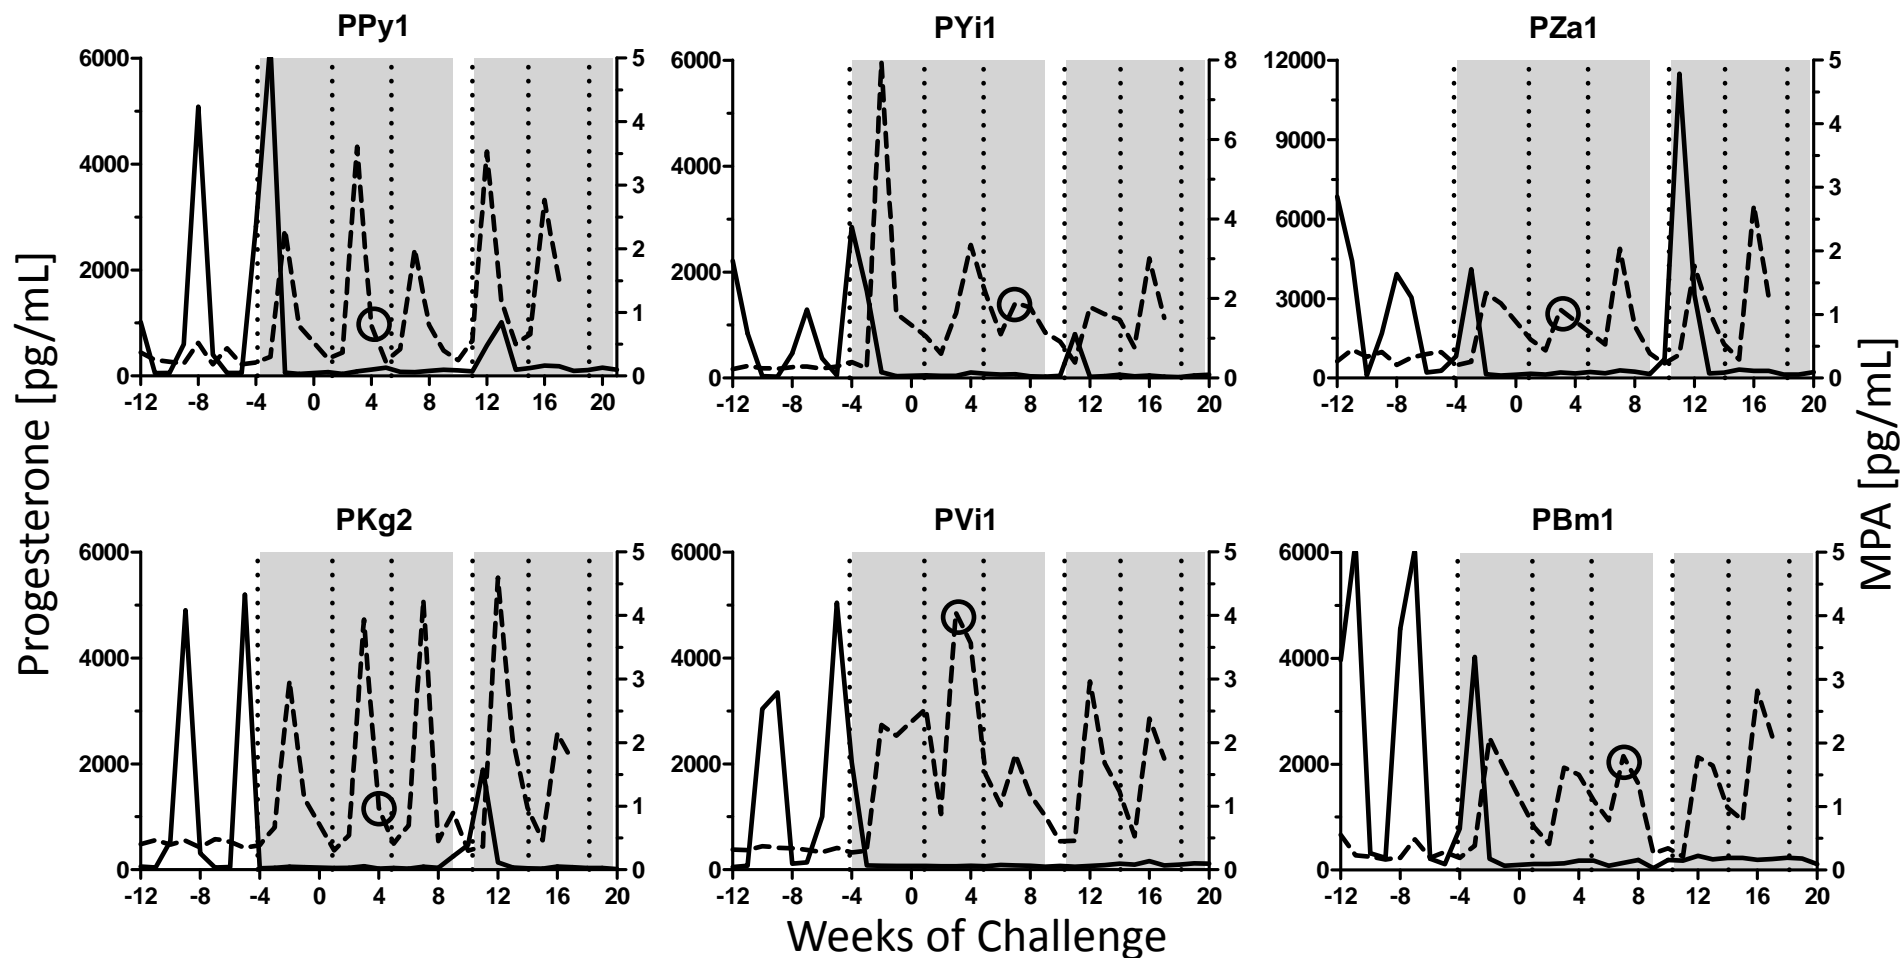 PPy1
PYi1
PZa1
6000 5 6000 8 12000 5
4 9000 4
4000 4000 6
3 3
6000
4
2 2
2000 2000
3000
1 2 1
0 0 0 0 0 0
-12 -8 -4 0 4 8 12 16 20
-12 -8 -4 0 4 8 12 16 20
-12 -8 -4 0 4 8 12 16 20
Progesterone [pg/mL]
MPA [pg/mL]
PKg2
PVi1
PBm1
6000 5 6000 5 6000 5
4 4 4
4000 4000 4000
3 3 3
2000 2 2000 2 2000 2
1 1 1
0 0 0 0 0 0
-12 -8 -4 0 4 8 12 16 20
-12 -8 -4 0 4 8 12 16 20
-12 -8 -4 0 4 8 12 16 20
Weeks of Challenge